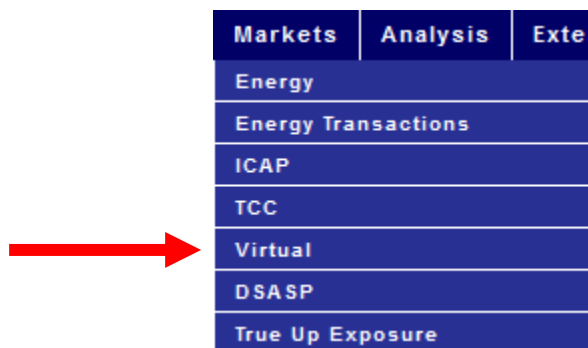 Markets Analysis Exte
Energy
Energy Transactions
ICAP
TCC
Virtual
DSASP
True Up Exposure